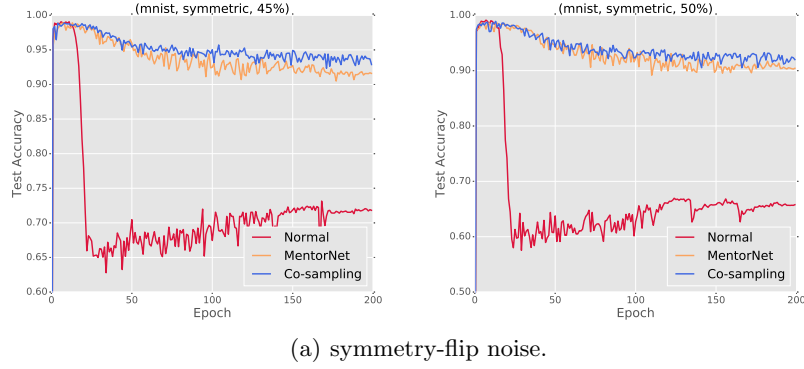 (mnist, symmetric, 45%)
1.00
0.95
0.90
0.85
0.80
0.75
0.70
0.65
0.60
0
50
100
150
200
Test Accuracy
Epoch
Normal
MentorNet
Co-sampling
(mnist, symmetric, 50%)
1.00
0.90
0.80
0.70
0.60
0.50
0
50
100
150
200
Test Accuracy
Epoch
Normal
MentorNet
Co-sampling
(a) symmetry-flip noise.